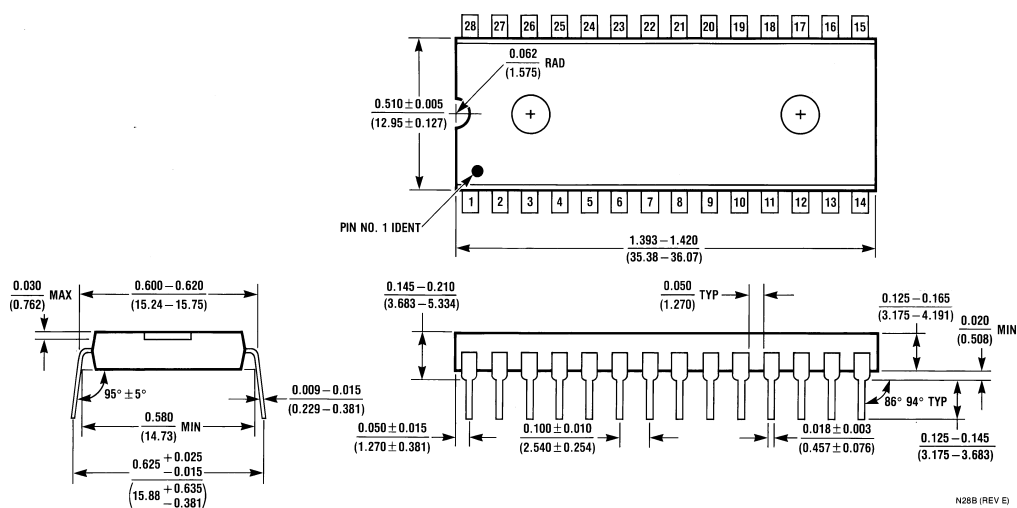 28 27 26 25 24 23 22 21 20 19 18 17 16 15
0.062
(1.575)
RAD
0.510 ± 0.005
(12.95 ± 0.127)
1 2 3 4 5 6 7 8 9 10 11 12 13 14
PIN NO. 1 IDENT
1.393 – 1.420
(35.38 – 36.07)
0.030
(0.762)
MAX
0.600 – 0.620
(15.24 – 15.75)
95° ± 5°
0.009 – 0.015
(0.229 – 0.381)
0.580
(14.73)
MIN
0.625 + 0.025
– 0.015
(15.88 + 0.635
– 0.381)
0.145 – 0.210
(3.683 – 5.334)
0.050
(1.270)
TYP
0.125 – 0.165
(3.175 – 4.191)
0.020
(0.508)
MIN
86° 94° TYP
0.050 ± 0.015
(1.270 ± 0.381)
0.100 ± 0.010
(2.540 ± 0.254)
0.018 ± 0.003
(0.457 ± 0.076)
0.125 – 0.145
(3.175 – 3.683)
N28B (REV E)